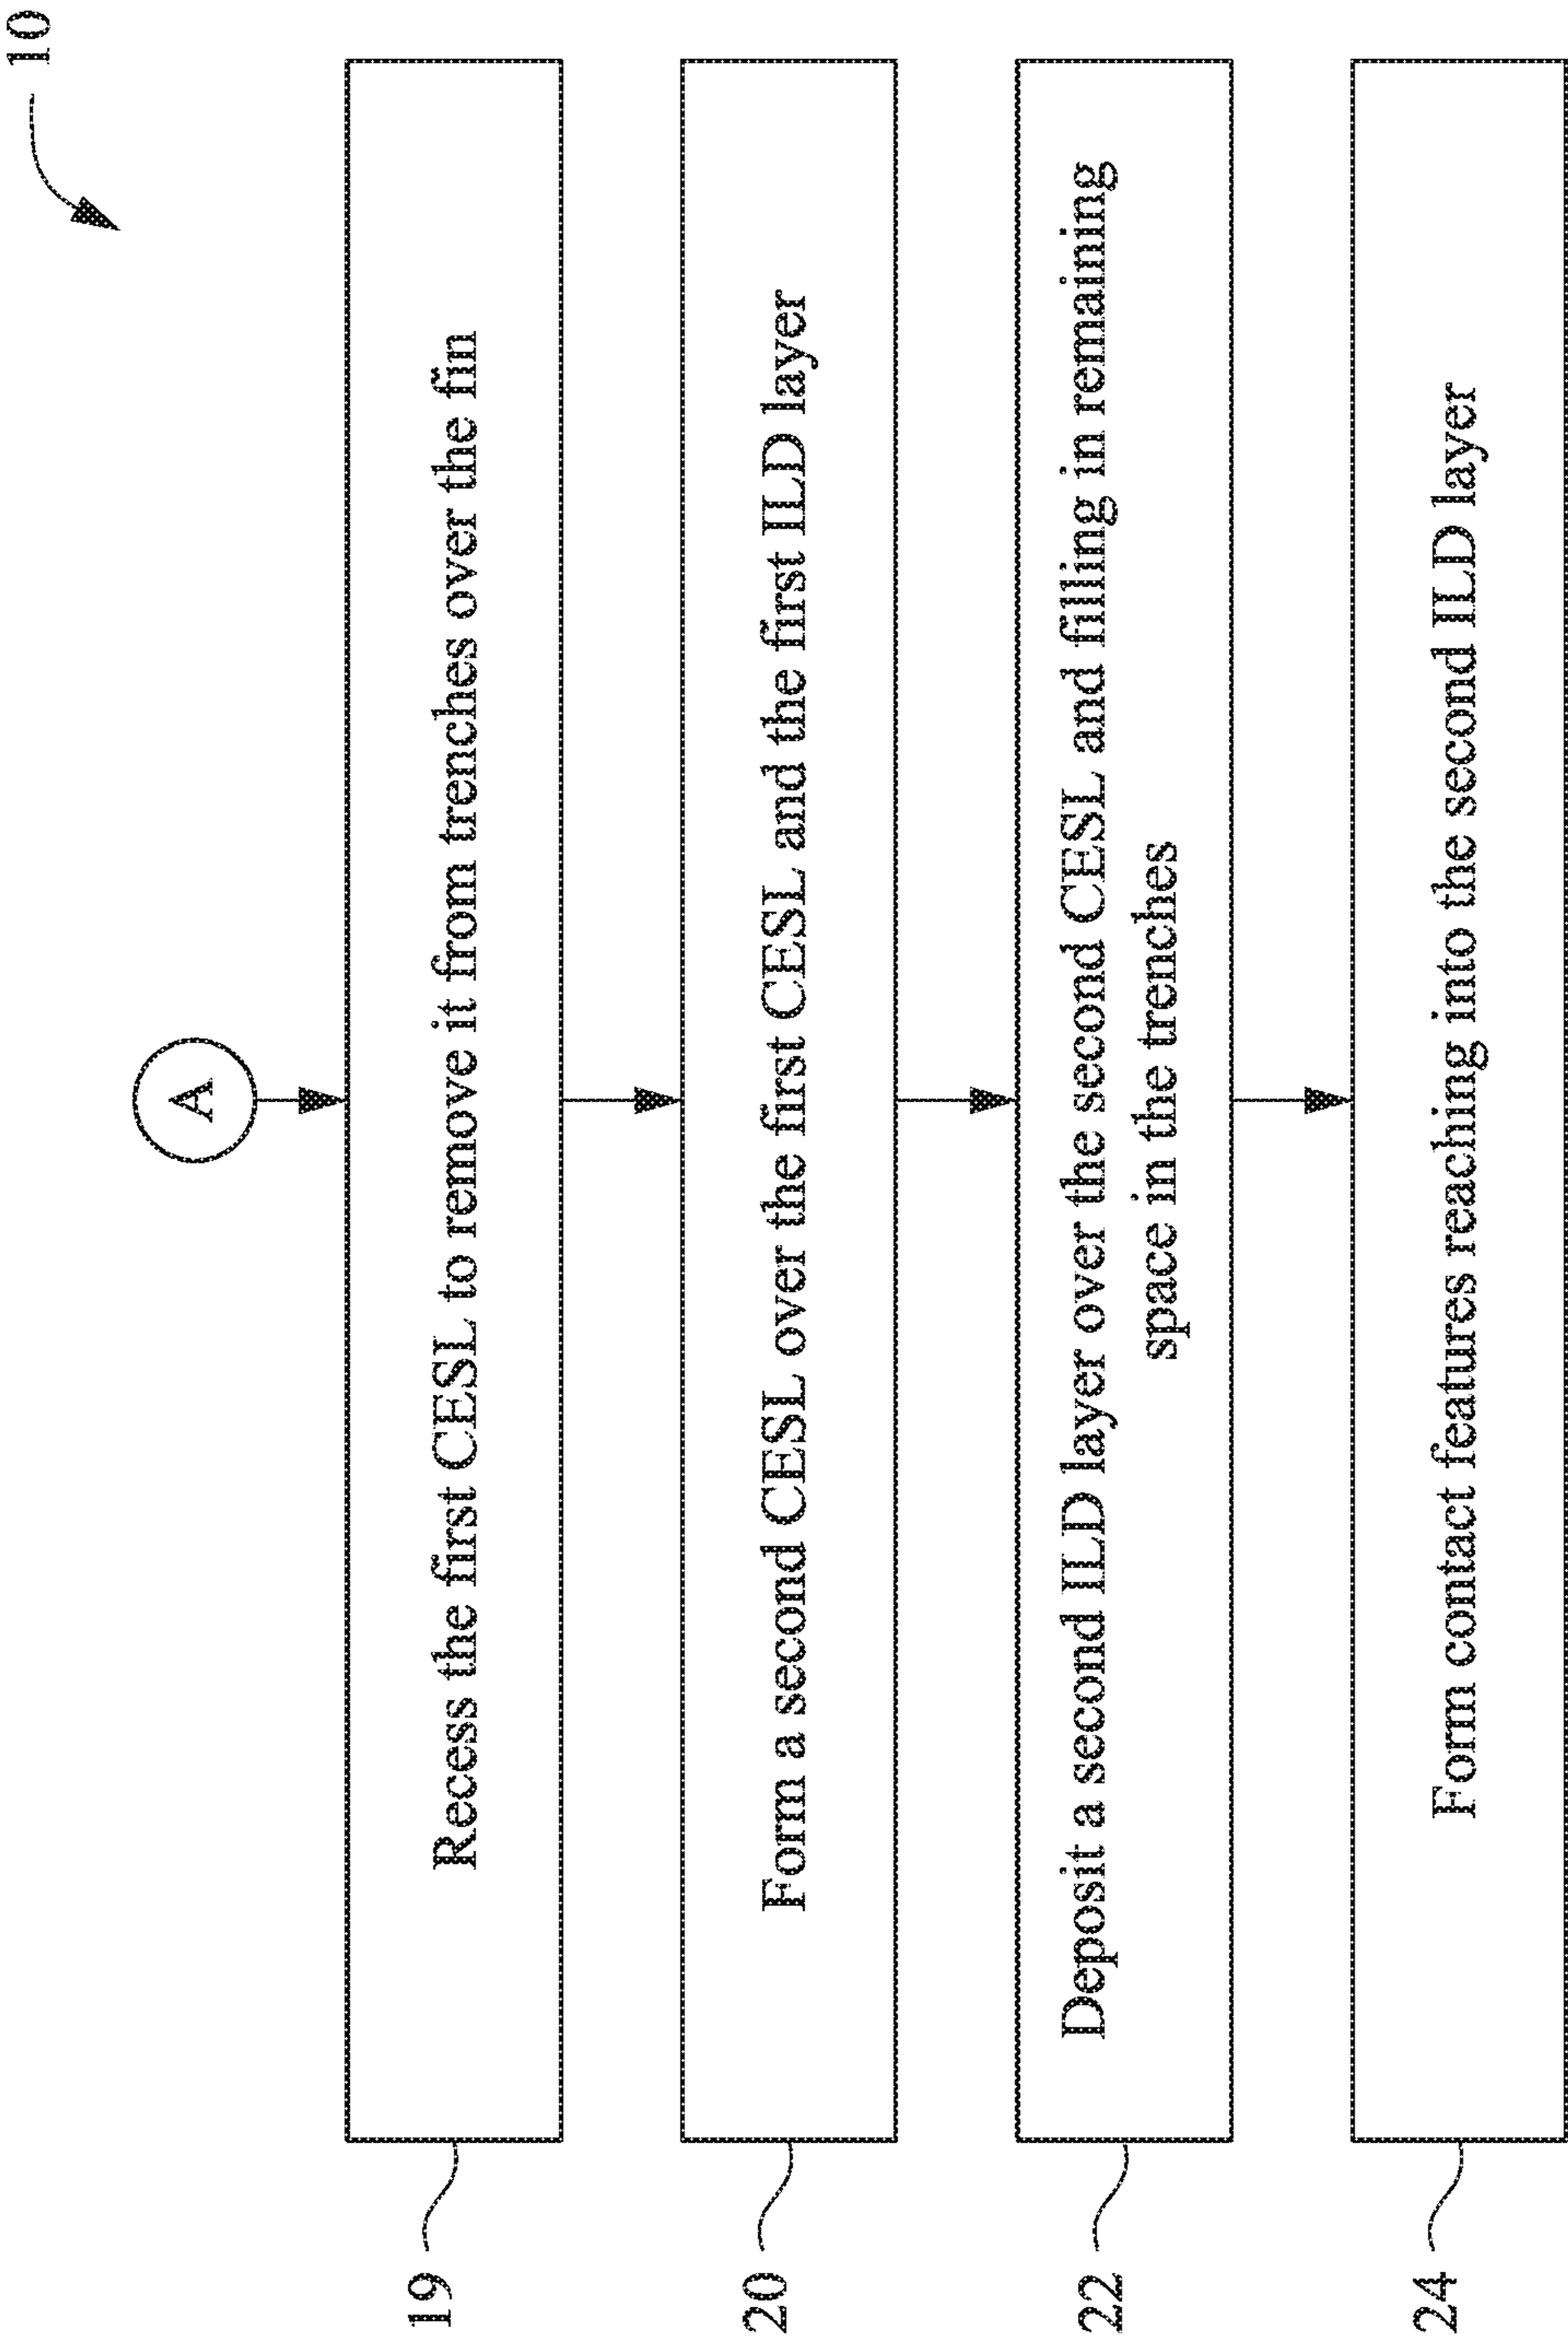 10
A
19
Recess the first CESL to remove it from trenches over the fin
20
Form a second CESL over the first CESL and the first ILD layer
22
Deposit a second ILD layer over the second CESL and filling in remaining
space in the trenches
24
Form contact features reaching into the second ILD layer